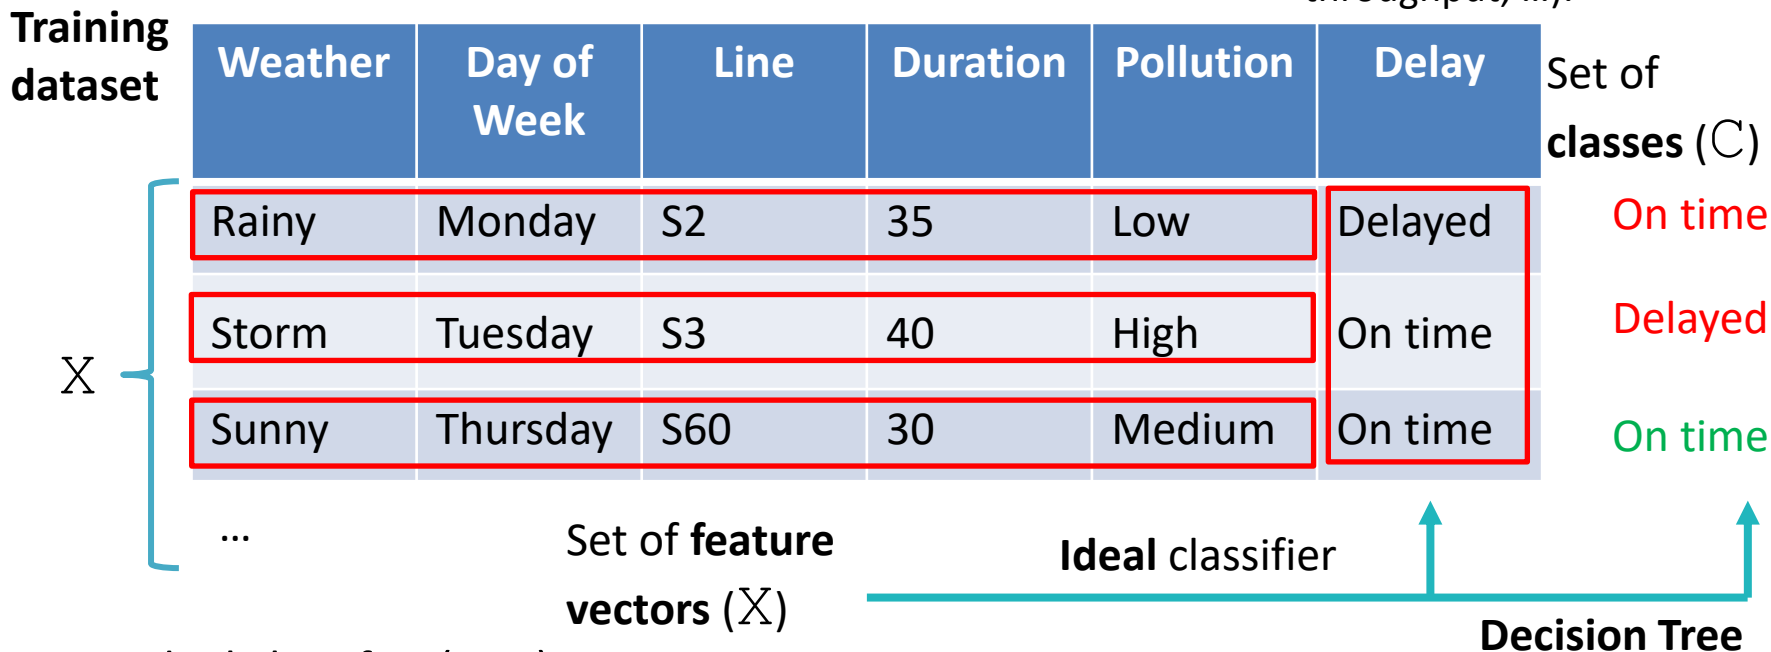 throughput, ...).
Training
dataset
Weather Day of Week Line Duration Pollution Delay
Set of
classes (C)
Rainy Monday S2 35 Low Delayed On time
Storm Tuesday S3 40 High On time Delayed
X
Sunny Thursday S60 30 Medium On time On time
...
Set of feature
vectors (X)
Ideal classifier
Decision Tree